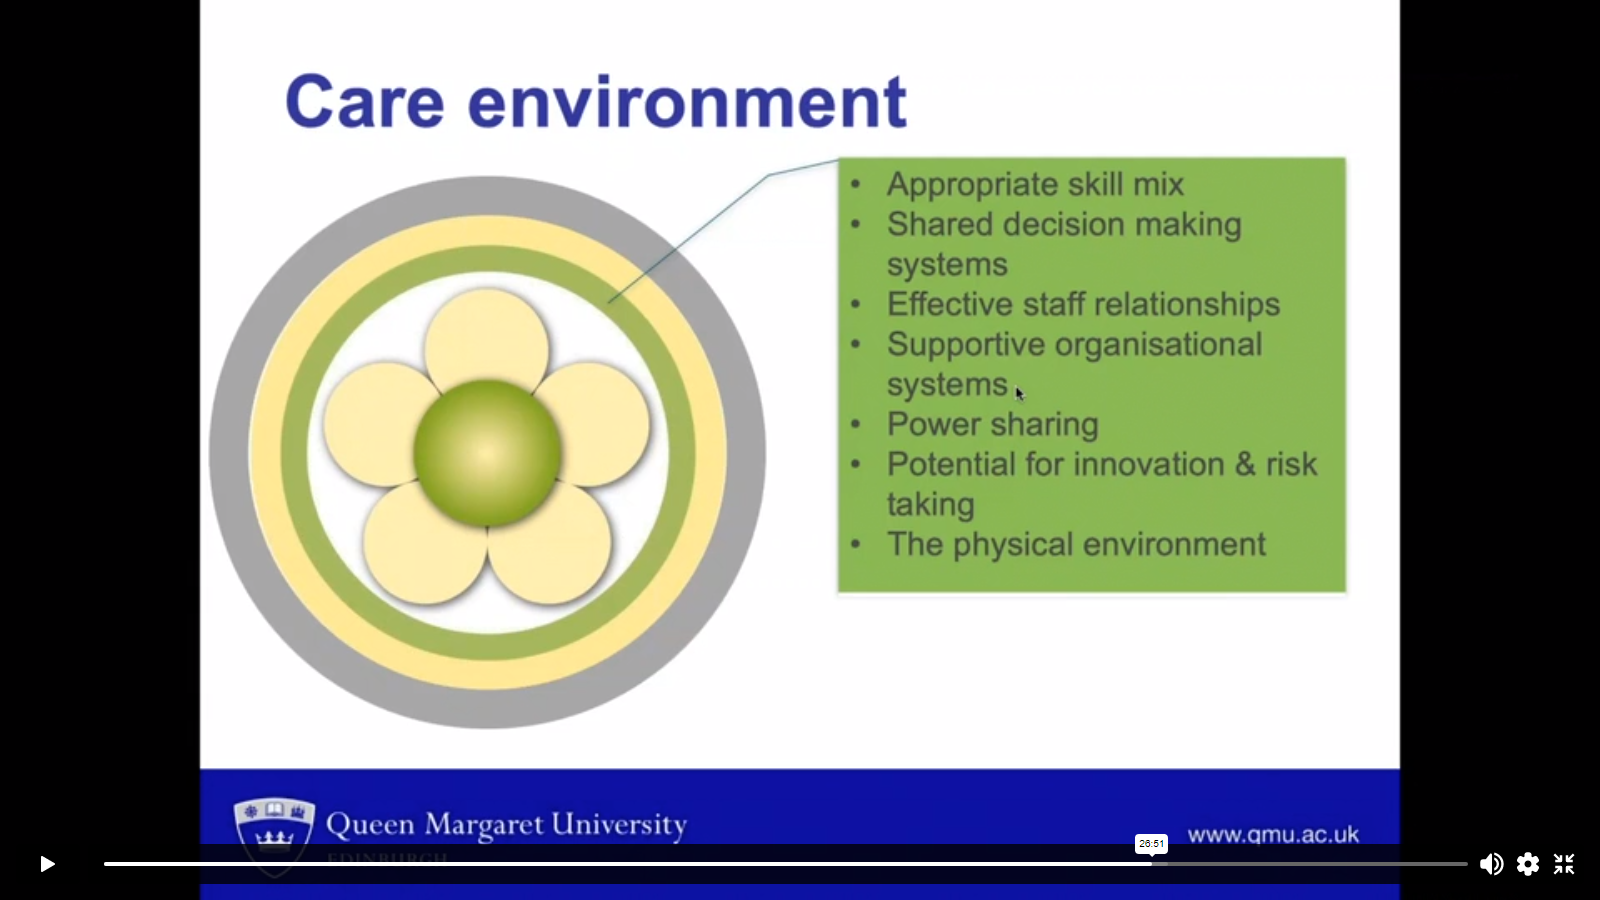 Care environment
• Appropriate skill mix
• Shared decision making
systems
• Effective staff relationships
• Supportive organisational
systems
• Power sharing
• Potential for innovation & risk
taking
• The physical environment
Queen Margaret University
EDINBURGH
www.qmu.ac.uk
26:51